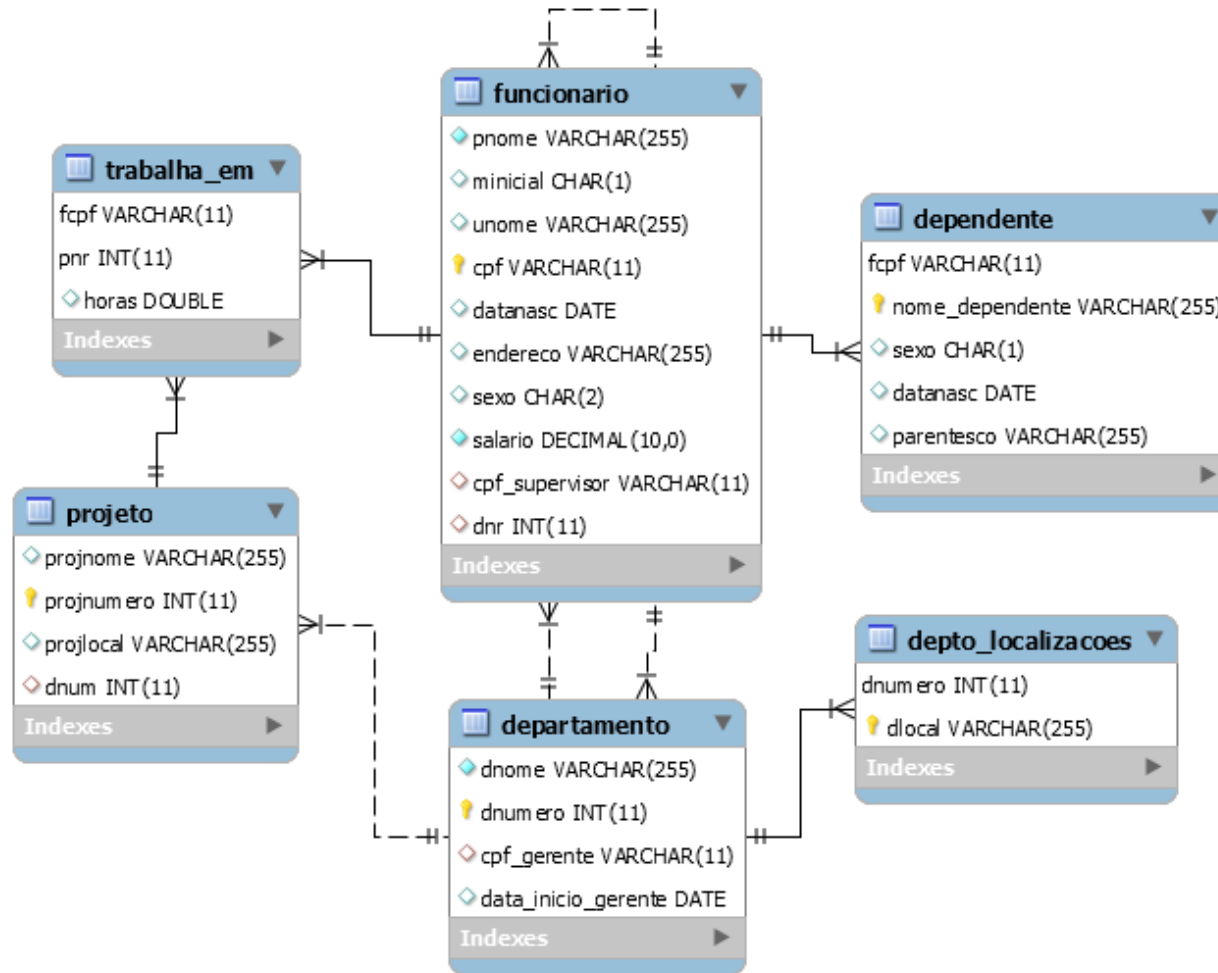 funcionario
pnome VARCHAR(255)
minicial CHAR(1)
unome VARCHAR(255)
cpf VARCHAR(11)
datanasc DATE
endereco VARCHAR(255)
sexo CHAR(2)
salario DECIMAL(10,0)
cpf_supervisor VARCHAR(11)
dnr INT(11)
Indexes
trabalha_em
fcpf VARCHAR(11)
pnr INT(11)
horas DOUBLE
Indexes
dependente
fcpf VARCHAR(11)
nome_dependente VARCHAR(255)
sexo CHAR(1)
datanasc DATE
parentesco VARCHAR(255)
Indexes
projeto
projnome VARCHAR(255)
projnumero INT(11)
projlocal VARCHAR(255)
dnum INT(11)
Indexes
departamento
dnome VARCHAR(255)
dnumero INT(11)
cpf_gerente VARCHAR(11)
data_inicio_gerente DATE
Indexes
depto_localizacoes
dnumero INT(11)
dlocal VARCHAR(255)
Indexes